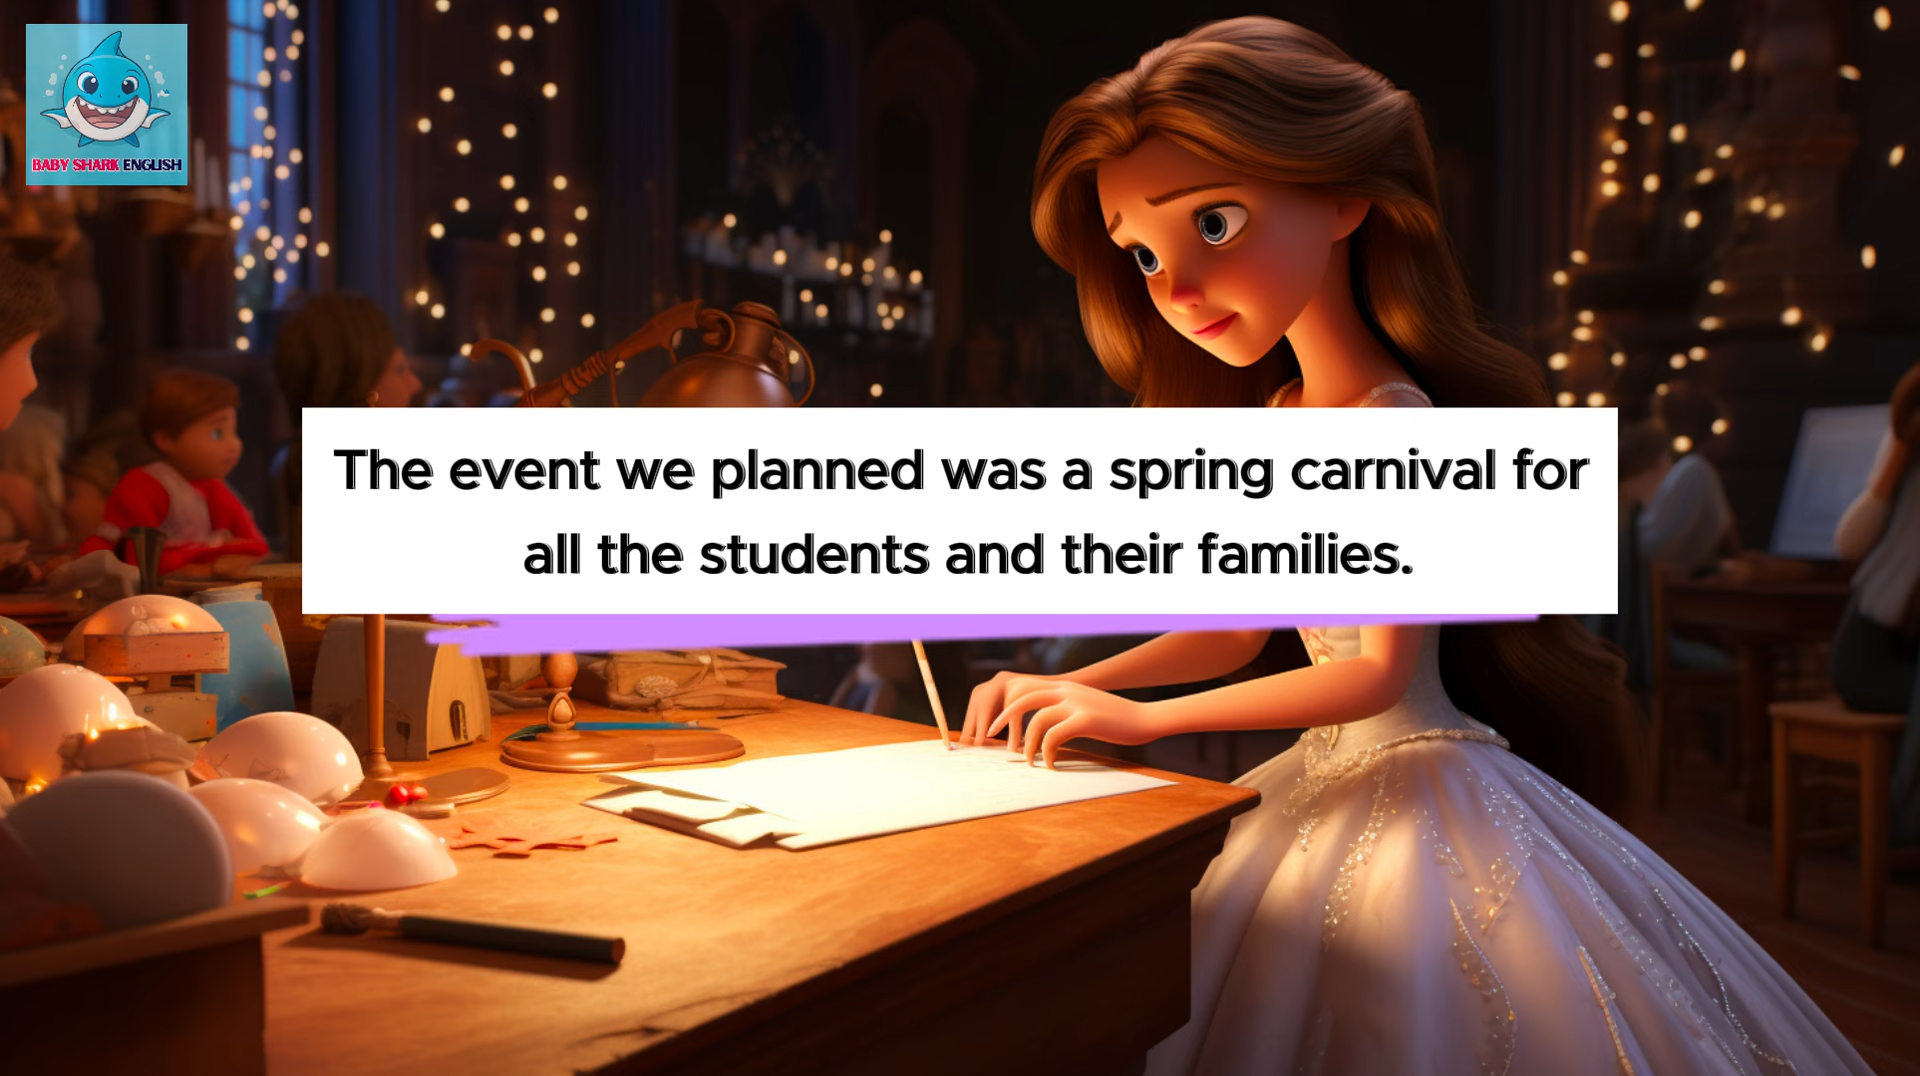 BABY SHARK ENGLISH
The event we planned was a spring carnival for
all the students and their families.